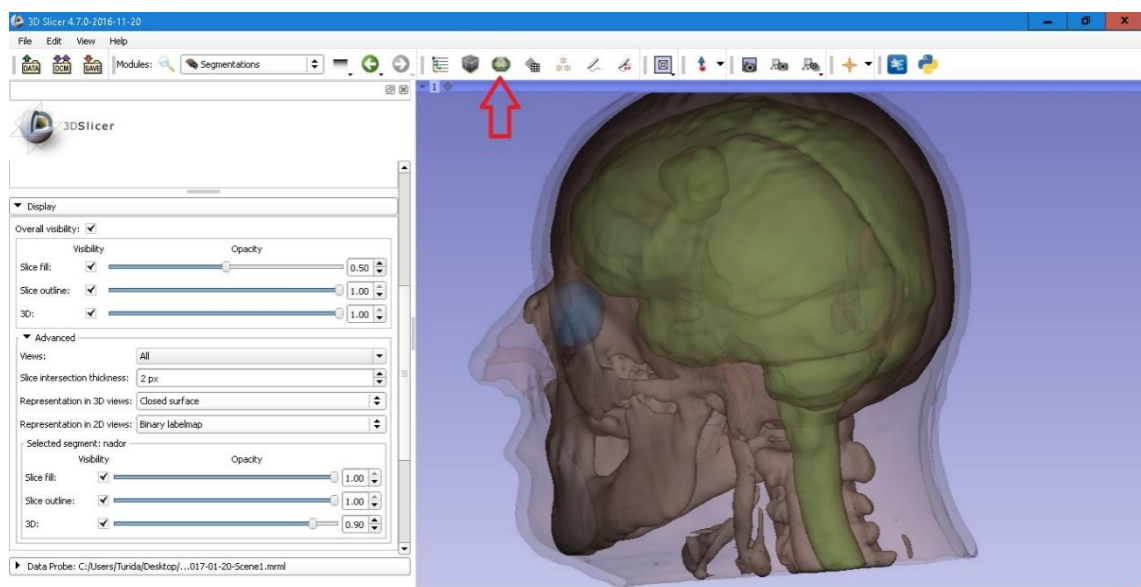 3D Slicer 4.7.0-2016-11-20
File Edit View Help
DATA DCM SAVE Modules: Segmentations
1
3DSlicer
Display
Overall visibility:
Visibility Opacity
Slice fill: 0.50
Slice outline: 1.00
3D: 1.00
Advanced
Views: All
Slice intersection thickness: 2 px
Representation in 3D views: Closed surface
Representation in 2D views: Binary labelmap
Selected segment: nador
Visibility Opacity
Slice fill: 1.00
Slice outline: 1.00
3D: 0.90
Data Probe: C:/Users/Turida/Desktop/...017-01-20-Scene1.mrml